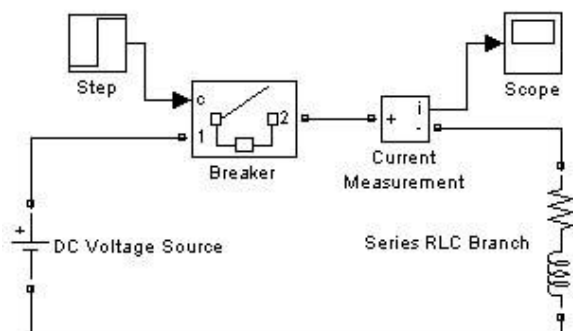 Step
Scope
c
1
2
Breaker
+
i
-
Current
Measurement
+
DC Voltage Source
Series RLC Branch